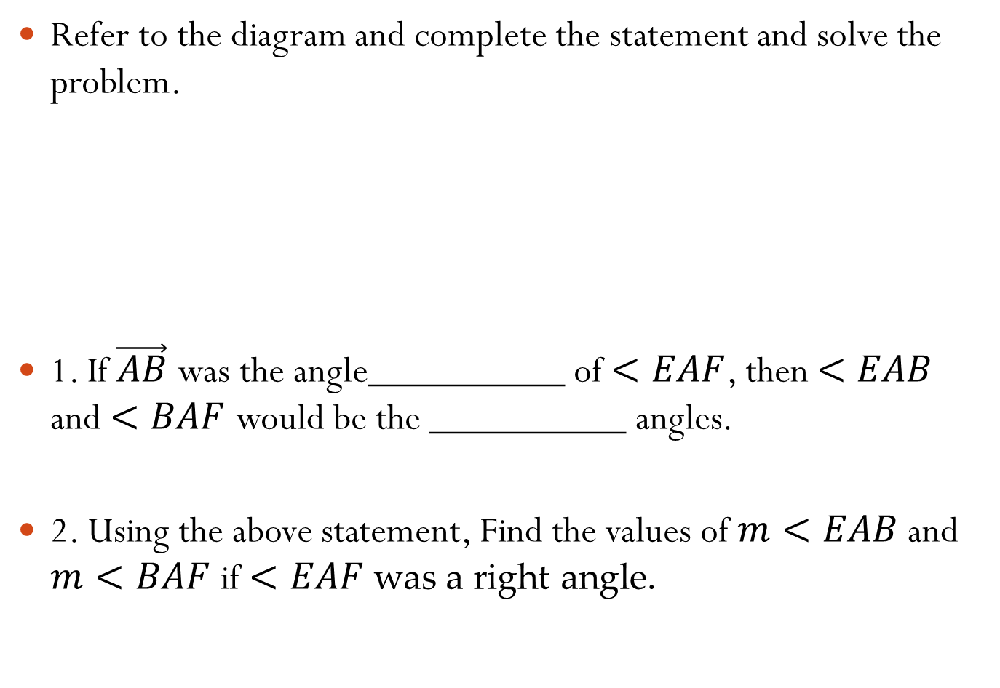 • Refer to the diagram and complete the statement and solve the
problem.
• 1. If \overrightarrow{AB} was the angle___________ of < EAF, then < EAB
and < BAF would be the ___________ angles.
• 2. Using the above statement, Find the values of m < EAB and
m < BAF if < EAF was a right angle.